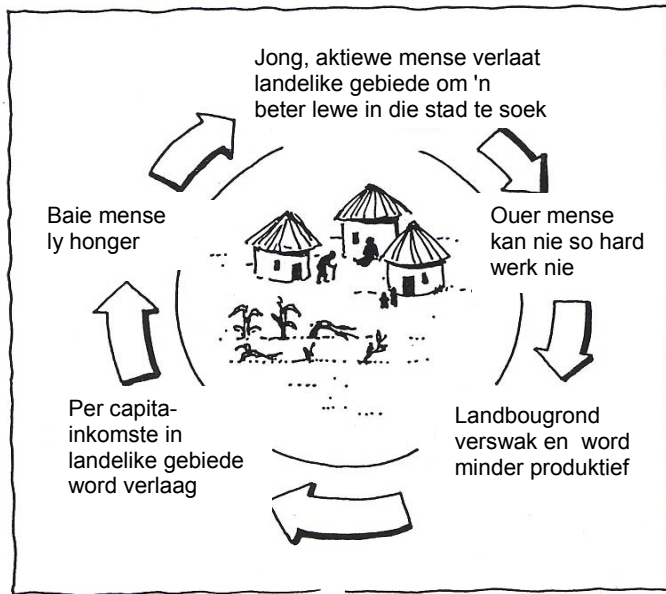 Jong, aktiewe mense verlaat
landelike gebiede om 'n
beter lewe in die stad te soek
Ouer mense
kan nie so hard
werk nie
Landbougrond
verswak en word
minder produktief
Per capita-
inkomste in
landelike gebiede
word verlaag
Baie mense
ly honger